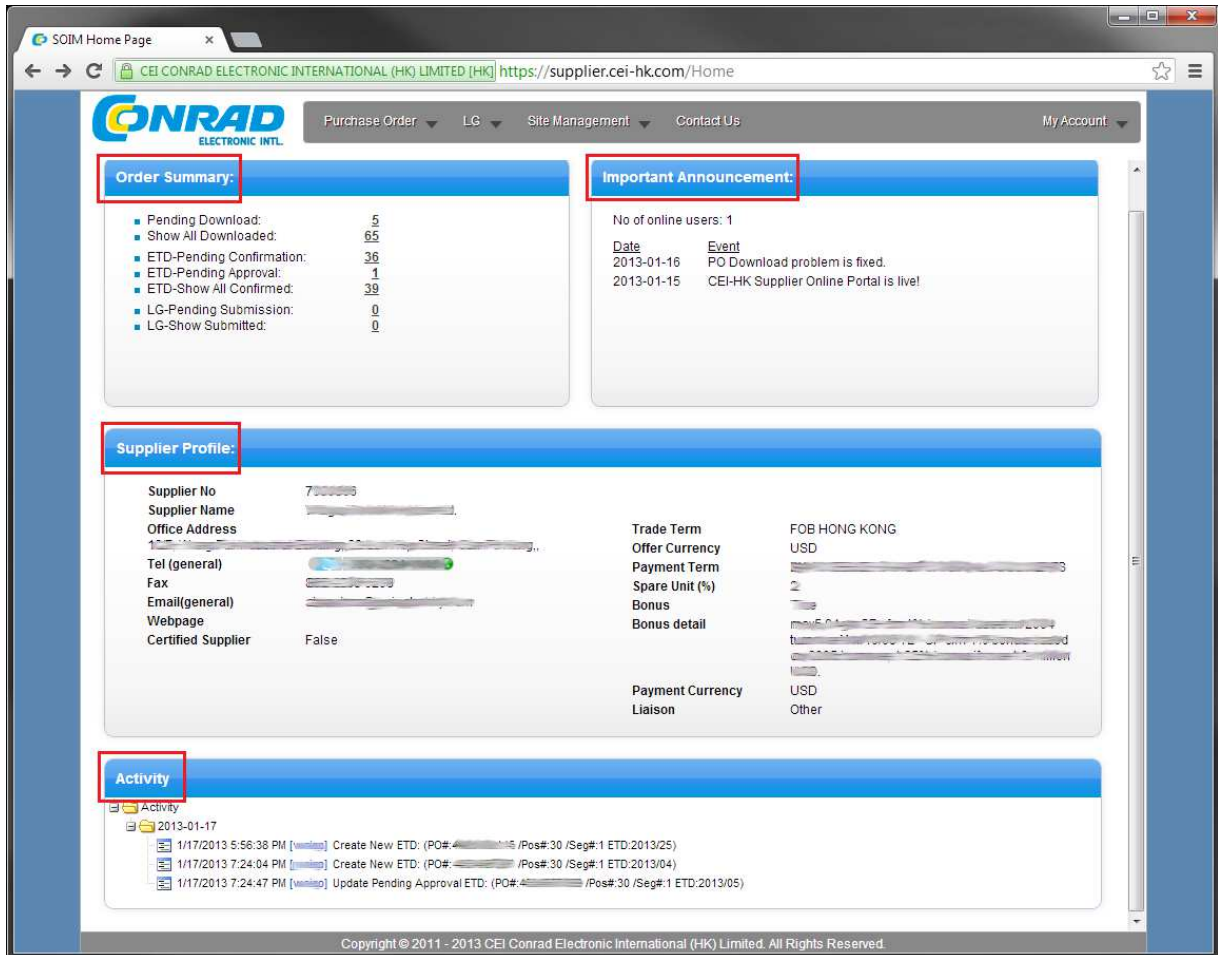 SOIM Home Page
CEI CONRAD ELECTRONIC INTERNATIONAL (HK) LIMITED [HK] https://supplier.cei-hk.com/Home
CONRAD
ELECTRONIC INTL.
Purchase Order LG Site Management Contact Us My Account
Order Summary:
Pending Download: 5
Show All Downloaded: 65
ETD-Pending Confirmation: 36
ETD-Pending Approval: 1
ETD-Show All Confirmed: 39
LG-Pending Submission: 0
LG-Show Submitted: 0
Important Announcement:
No of online users: 1
Date Event
2013-01-16 PO Download problem is fixed.
2013-01-15 CEI-HK Supplier Online Portal is live!
Supplier Profile:
Supplier No
Supplier Name
Office Address
Tel (general)
Fax
Email(general)
Webpage
Certified Supplier False
Trade Term FOB HONG KONG
Offer Currency USD
Payment Term
Spare Unit (%) 2
Bonus
Bonus detail
Payment Currency USD
Liaison Other
Activity
Activity
2013-01-17
1/17/2013 5:56:38 PM Create New ETD: (PO#: /Pos#:30 /Seg#:1 ETD:2013/25)
1/17/2013 7:24:04 PM Create New ETD: (PO#: /Pos#:30 /Seg#:1 ETD:2013/04)
1/17/2013 7:24:47 PM Update Pending Approval ETD: (PO#: /Pos#:30 /Seg#:1 ETD:2013/05)
Copyright © 2011 - 2013 CEI Conrad Electronic International (HK) Limited. All Rights Reserved.